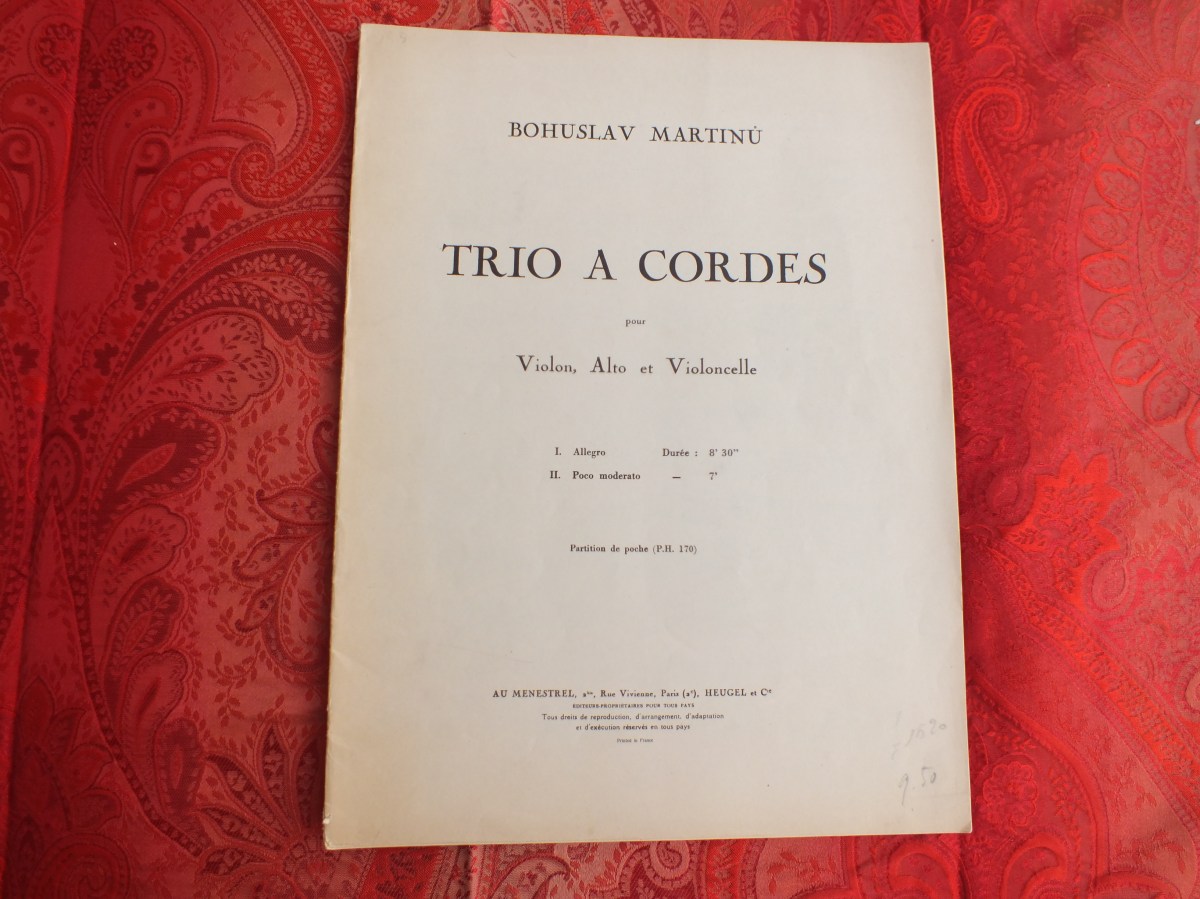 BOHUSLAV MARTINŮ
TRIO A CORDES
pour
Violon, Alto et Violoncelle
I. Allegro Durée : 8' 30"
II. Poco moderato — 7'
Partition de poche (P.H. 170)
AU MENESTREL, 2bis, Rue Vivienne, Paris (2e), HEUGEL et Cie
EDITEURS-PROPRIÉTAIRES POUR TOUS PAYS
Tous droits de reproduction, d'arrangement, d'adaptation
et d'exécution réservés en tous pays
Printed in France
9.50